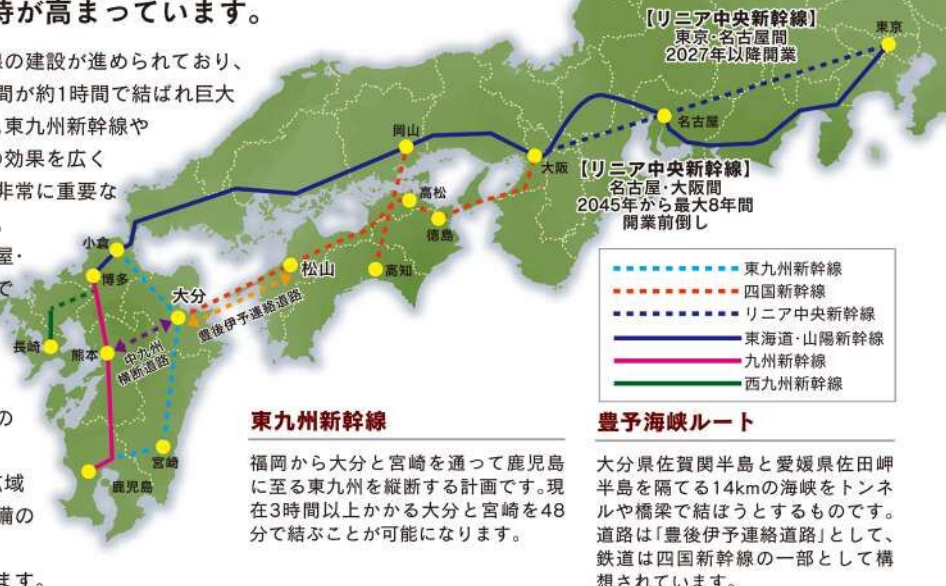 時が高まっています。
線の建設が進められており、
間が約1時間で結ばれ巨大
東九州新幹線や
効果を広く
非常に重要な
屋・
で
の
広域
備の
ます。
【リニア中央新幹線】
東京・名古屋間
2027年以降開業
東京
名古屋
大阪
【リニア中央新幹線】
名古屋・大阪間
2045年から最大8年間
開業前倒し
岡山
高松
徳島
高知
松山
小倉
博多
大分
豊後伊予連絡道路
長崎
熊本
中九州
横断道路
宮崎
鹿児島
東九州新幹線
四国新幹線
リニア中央新幹線
東海道・山陽新幹線
九州新幹線
西九州新幹線
東九州新幹線
福岡から大分と宮崎を通って鹿児島
に至る東九州を縦断する計画です。現
在3時間以上かかる大分と宮崎を48
分で結ぶことが可能になります。
豊予海峡ルート
大分県佐賀関半島と愛媛県佐田岬
半島を隔てる14kmの海峡をトンネ
ルや橋梁で結ぼうとするものです。
道路は「豊後伊予連絡道路」として、
鉄道は四国新幹線の一部として構
想されています。